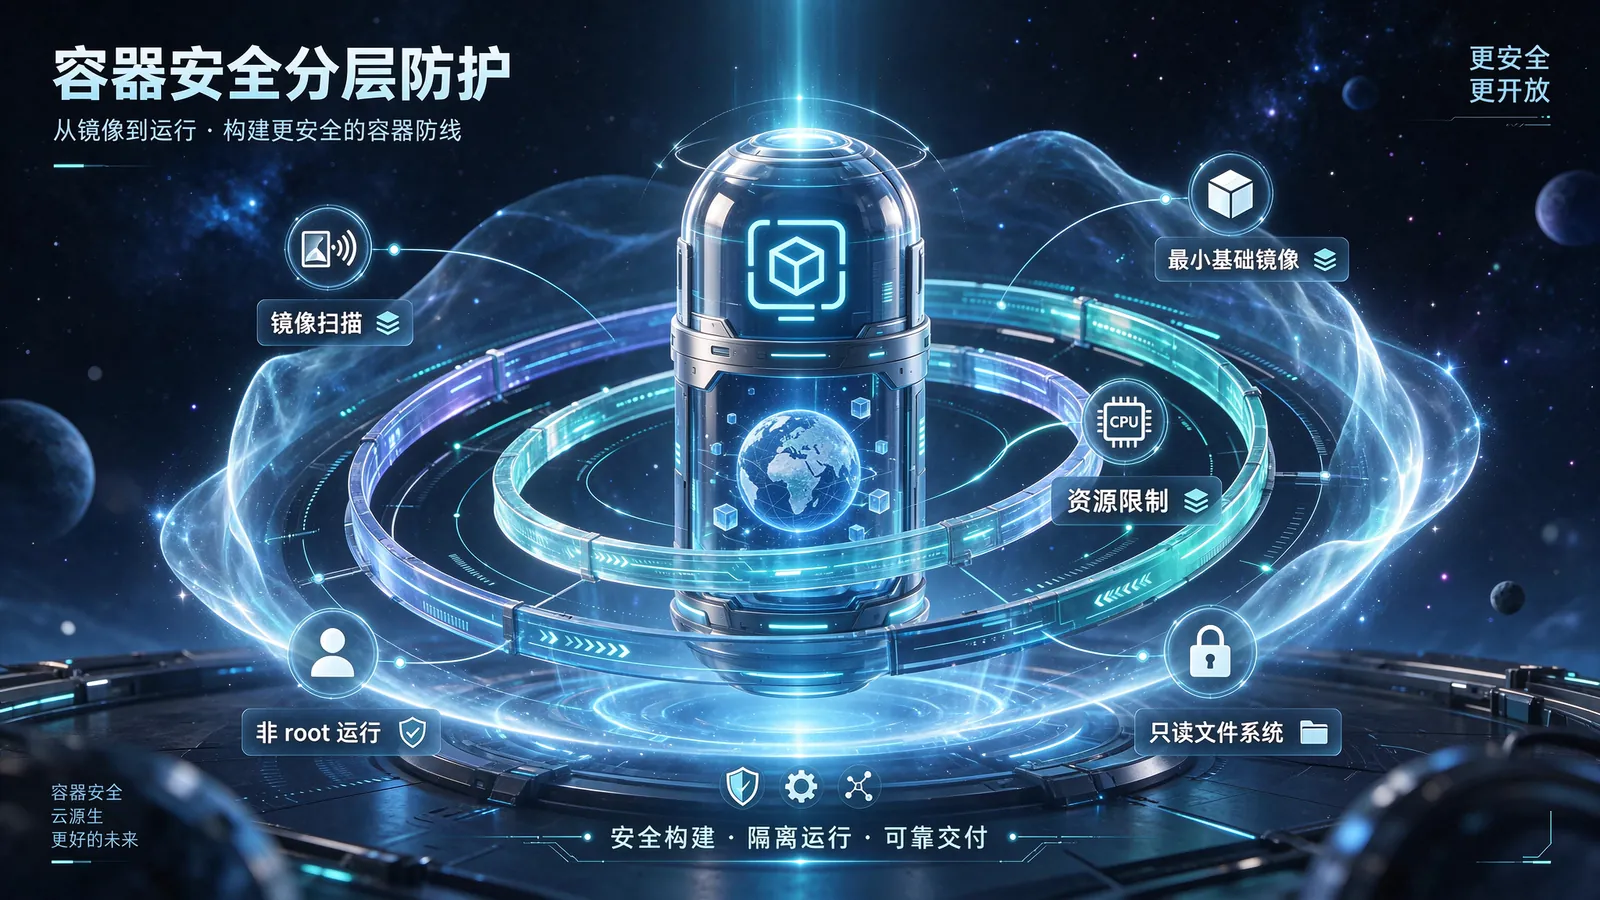 容器安全分层防护
从镜像到运行 · 构建更安全的容器防线
更安全
更开放
最小基础镜像
镜像扫描
CPU
资源限制
非 root 运行
只读文件系统
容器安全
云源生
更好的未来
安全构建 · 隔离运行 · 可靠交付